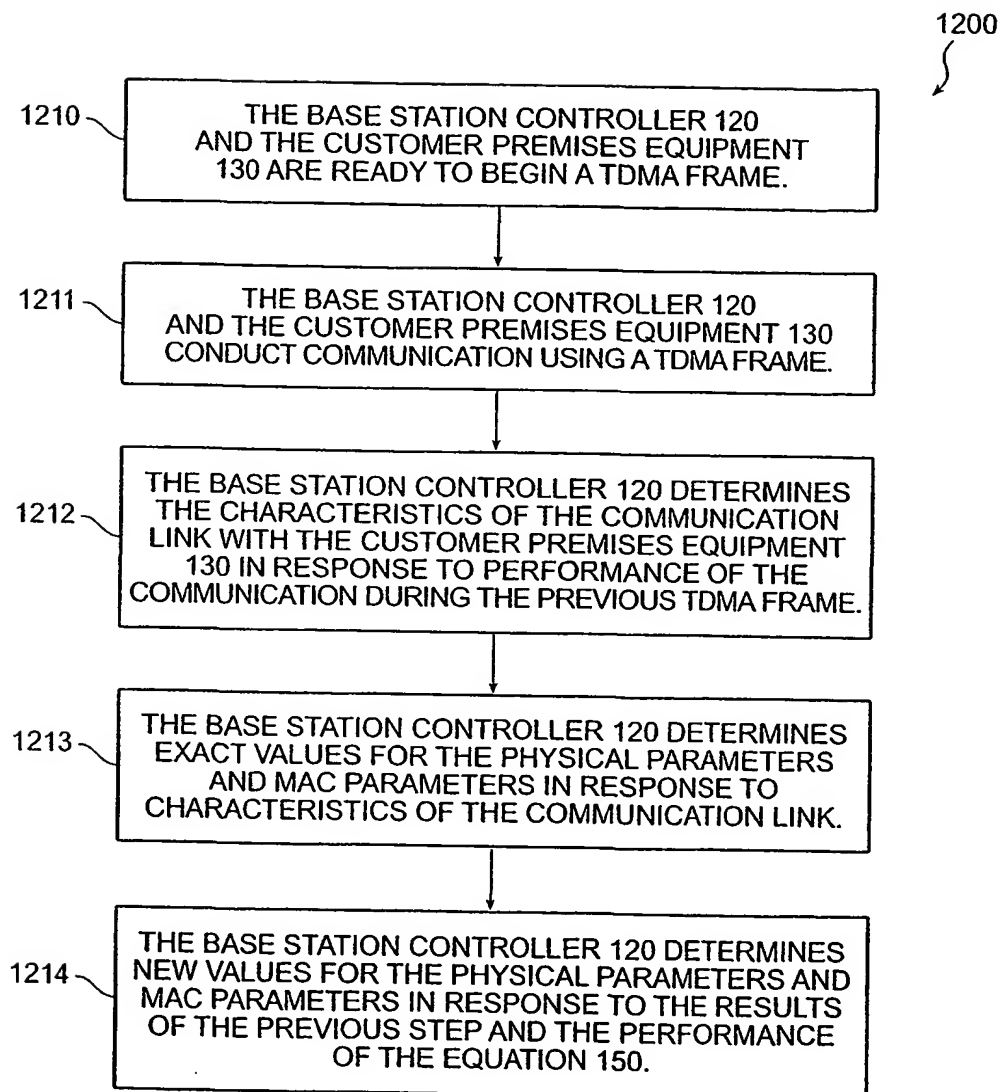 1200
1210
THE BASE STATION CONTROLLER 120
AND THE CUSTOMER PREMISES EQUIPMENT
130 ARE READY TO BEGIN A TDMA FRAME.
1211
THE BASE STATION CONTROLLER 120
AND THE CUSTOMER PREMISES EQUIPMENT 130
CONDUCT COMMUNICATION USING A TDMA FRAME.
1212
THE BASE STATION CONTROLLER 120 DETERMINES
THE CHARACTERISTICS OF THE COMMUNICATION
LINK WITH THE CUSTOMER PREMISES EQUIPMENT
130 IN RESPONSE TO PERFORMANCE OF THE
COMMUNICATION DURING THE PREVIOUS TDMA FRAME.
1213
THE BASE STATION CONTROLLER 120 DETERMINES
EXACT VALUES FOR THE PHYSICAL PARAMETERS
AND MAC PARAMETERS IN RESPONSE TO
CHARACTERISTICS OF THE COMMUNICATION LINK.
1214
THE BASE STATION CONTROLLER 120 DETERMINES
NEW VALUES FOR THE PHYSICAL PARAMETERS AND
MAC PARAMETERS IN RESPONSE TO THE RESULTS
OF THE PREVIOUS STEP AND THE PERFORMANCE
OF THE EQUATION 150.